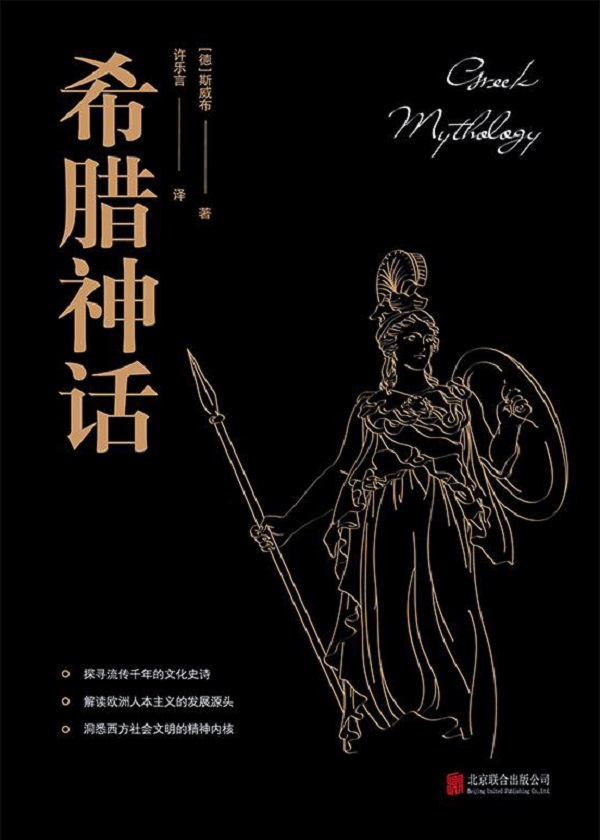 希腊神话
[德]斯威布 著
许乐言 译
Greek
Mythology
探寻流传千年的文化史诗
解读欧洲人本主义的发展源头
洞悉西方社会文明的精神内核
北京联合出版公司
Beijing United Publishing Co.,Ltd.